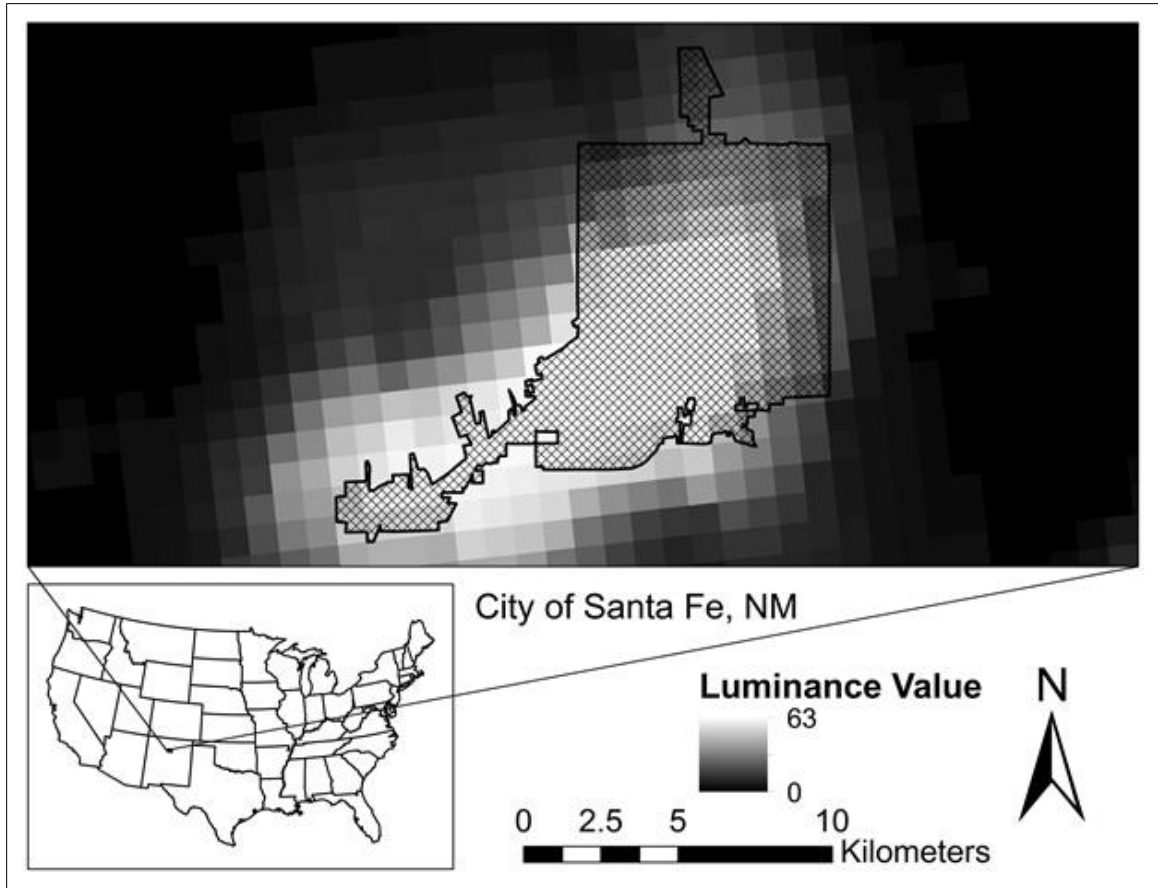 City of Santa Fe, NM
Luminance Value
63
0
N
0 2.5 5 10
Kilometers